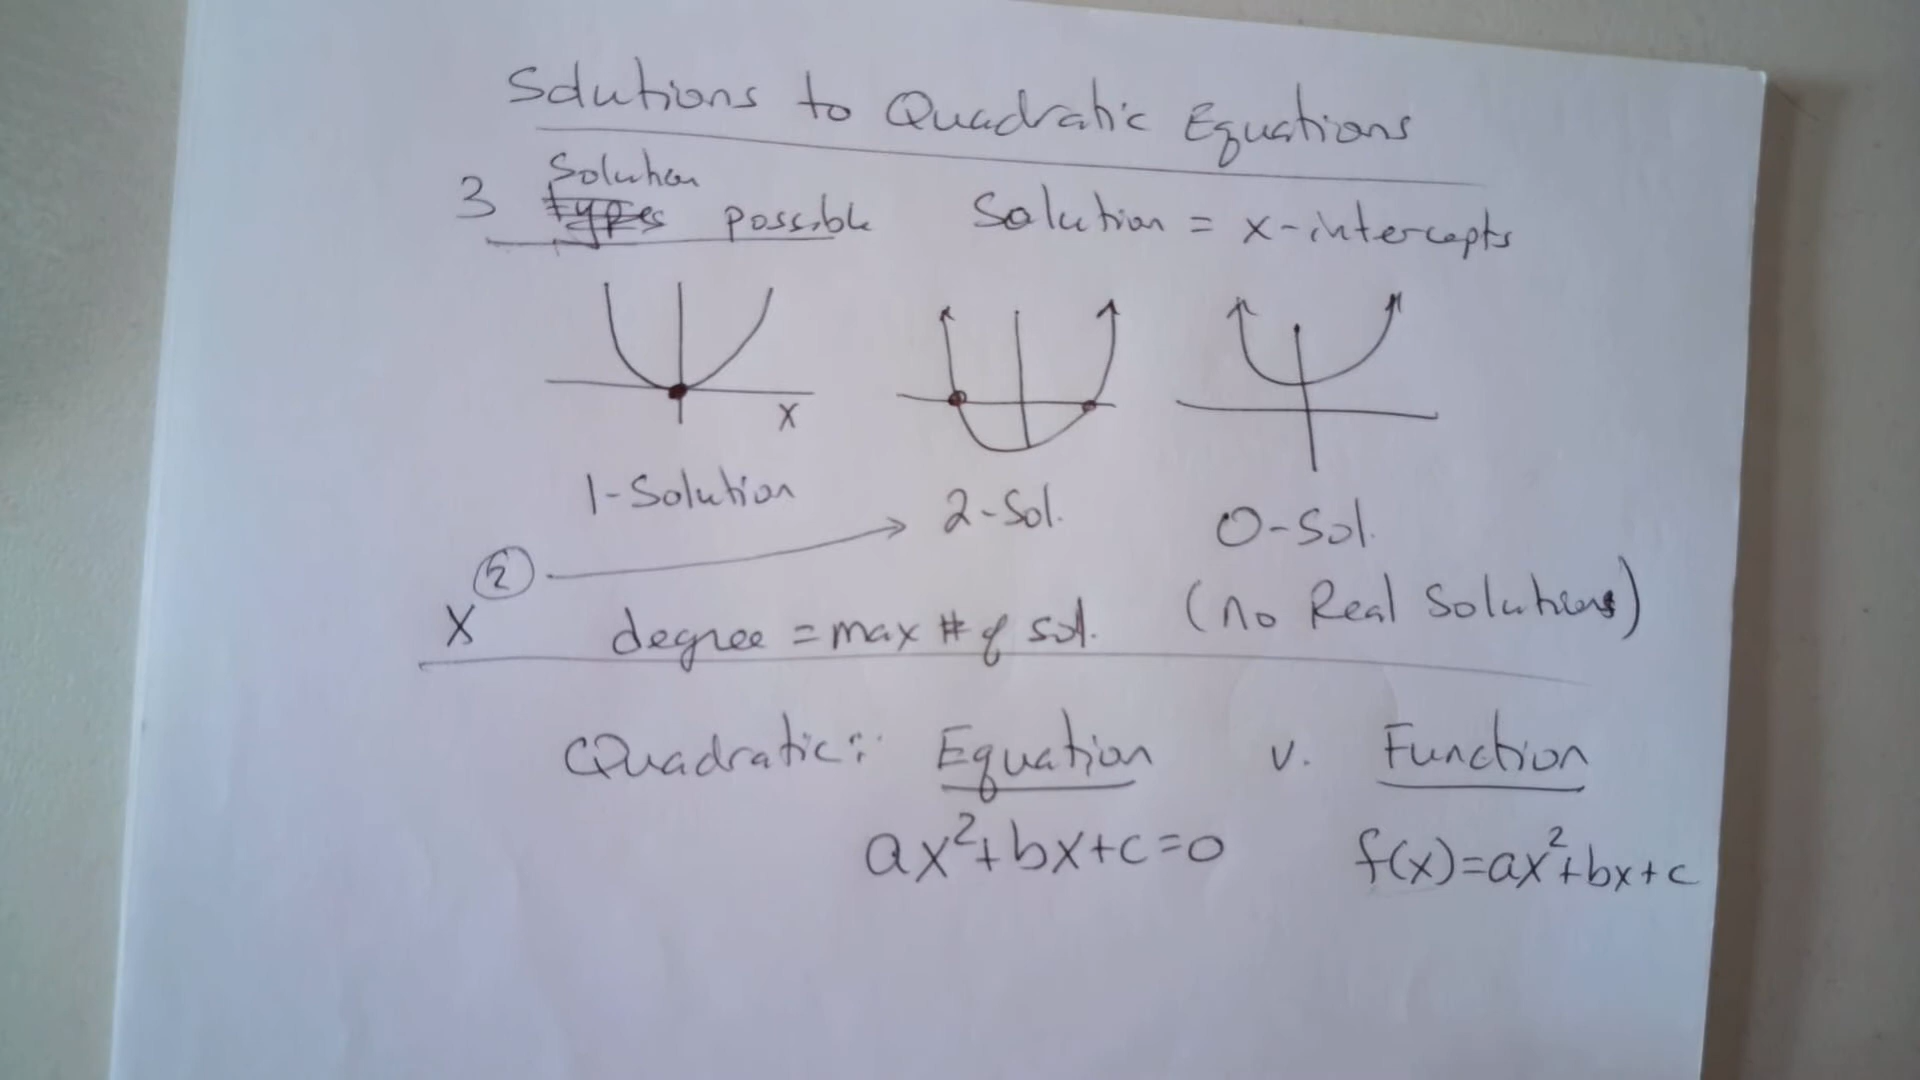 Solutions to Quadratic Equations
Solution
3 types possible Solution = x-intercepts
x
1-Solution 2-Sol. 0-Sol.
x² degree = max # of sol. (no Real Solutions)
Quadratic: Equation v. Function
ax²+bx+c=0 f(x)=ax²+bx+c